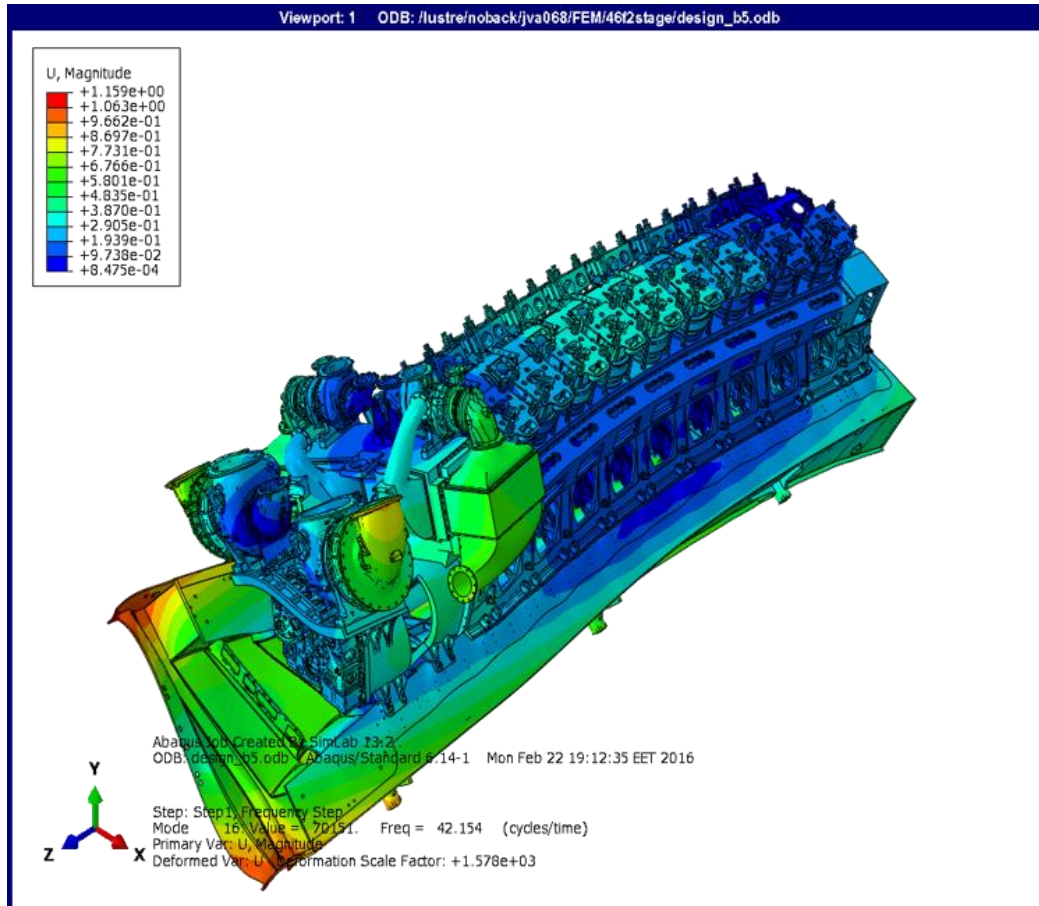 Viewport: 1 ODB: /lustre/noback/jva068/FEM/46f2stage/design_b5.odb
U, Magnitude
+1.159e+00
+1.063e+00
+9.662e-01
+8.697e-01
+7.731e-01
+6.766e-01
+5.801e-01
+4.835e-01
+3.870e-01
+2.905e-01
+1.939e-01
+9.738e-02
+8.475e-04
Abaqus Job Created By SimLab 13.2
ODB: design_b5.odb Abaqus/Standard 6.14-1 Mon Feb 22 19:12:35 EET 2016
Step: Step1, Frequency Step
Mode 16: Value = 70151. Freq = 42.154 (cycles/time)
Primary Var: U, Magnitude
Deformed Var: U Deformation Scale Factor: +1.578e+03
Y
Z
X